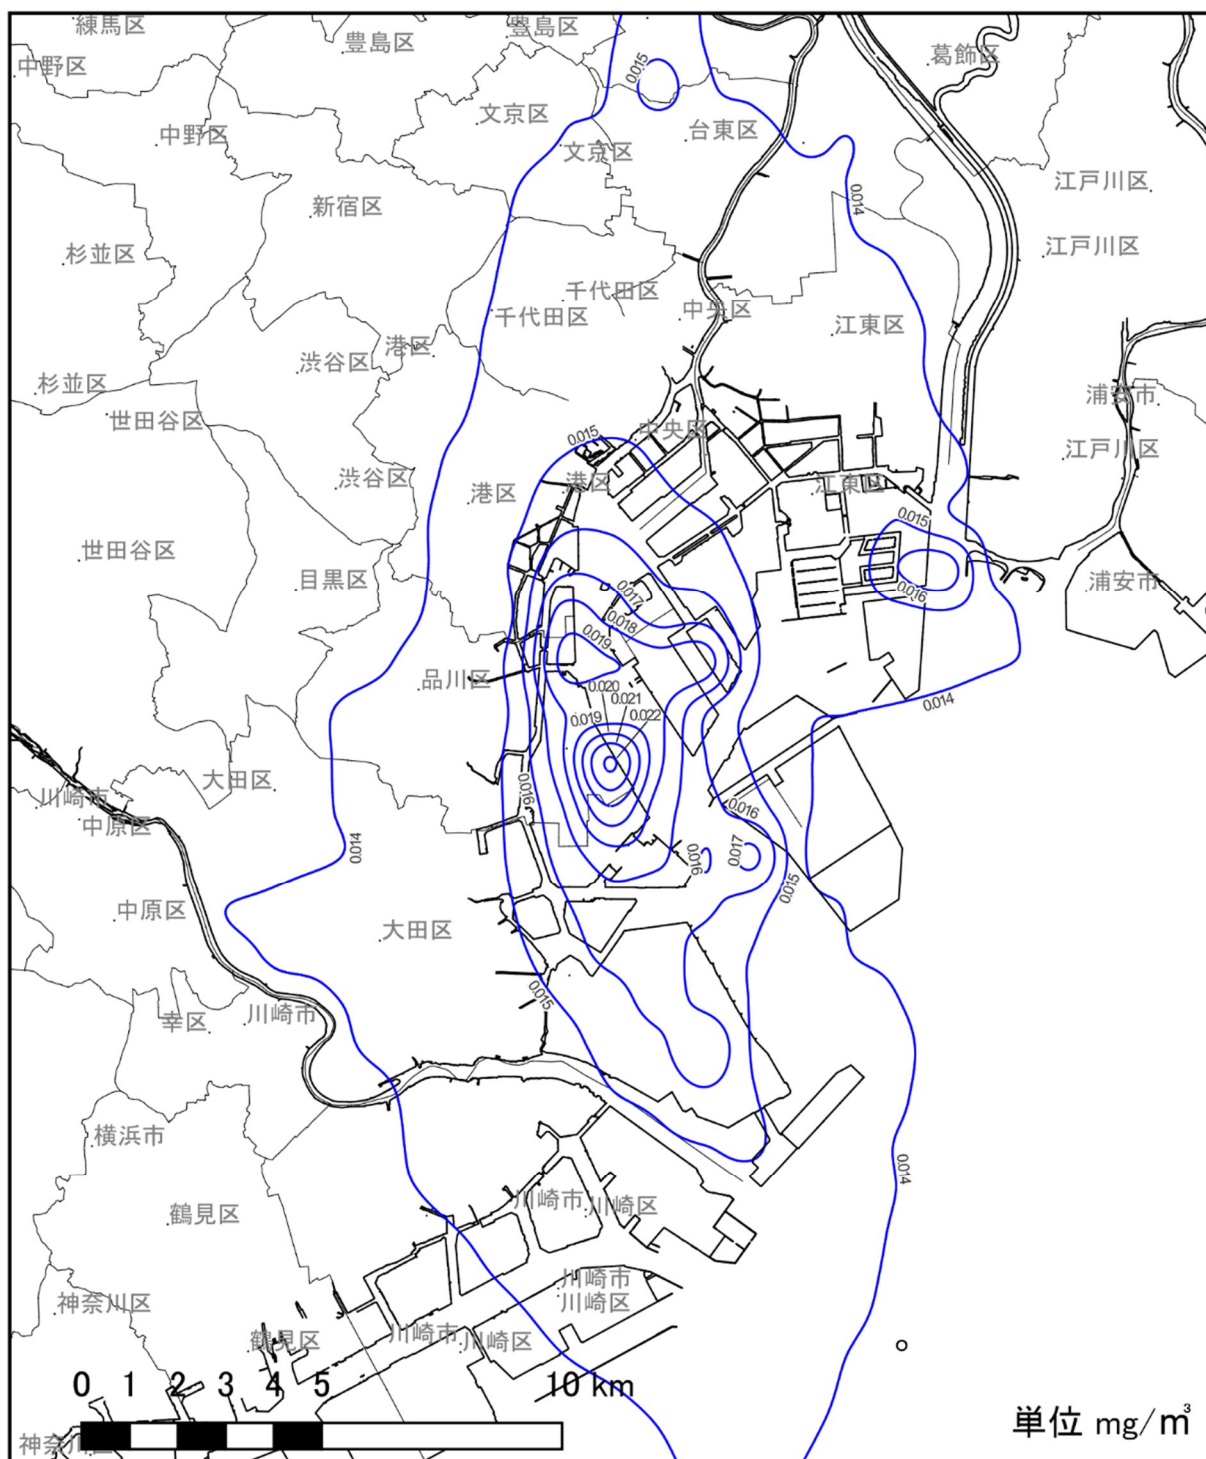 練馬区
豊島区
豊島区
葛飾区
中野区
0.015
文京区
台東区
中野区
文京区
江戸川区
0.014
新宿区
江戸川区
杉並区
千代田区
中央区
千代田区
江東区
港区
渋谷区
杉並区
浦安市
世田谷区
中央区
0.015
江戸川区
渋谷区
港区
江東区
港区
0.015
世田谷区
目黒区
浦安市
0.016
0.017
0.018
0.019
品川区
0.020
0.021
0.014
0.019
0.022
大田区
0.016
川崎市
0.016
中原区
0.014
0.016
0.017
0.015
中原区
大田区
0.015
川崎市
幸区
横浜市
0.014
鶴見区
川崎市
川崎区
川崎市
神奈川区
川崎区
鶴見区
川崎市
川崎区
0 1 2 3 4 5 10 km
単位 mg/㎥
神奈川区